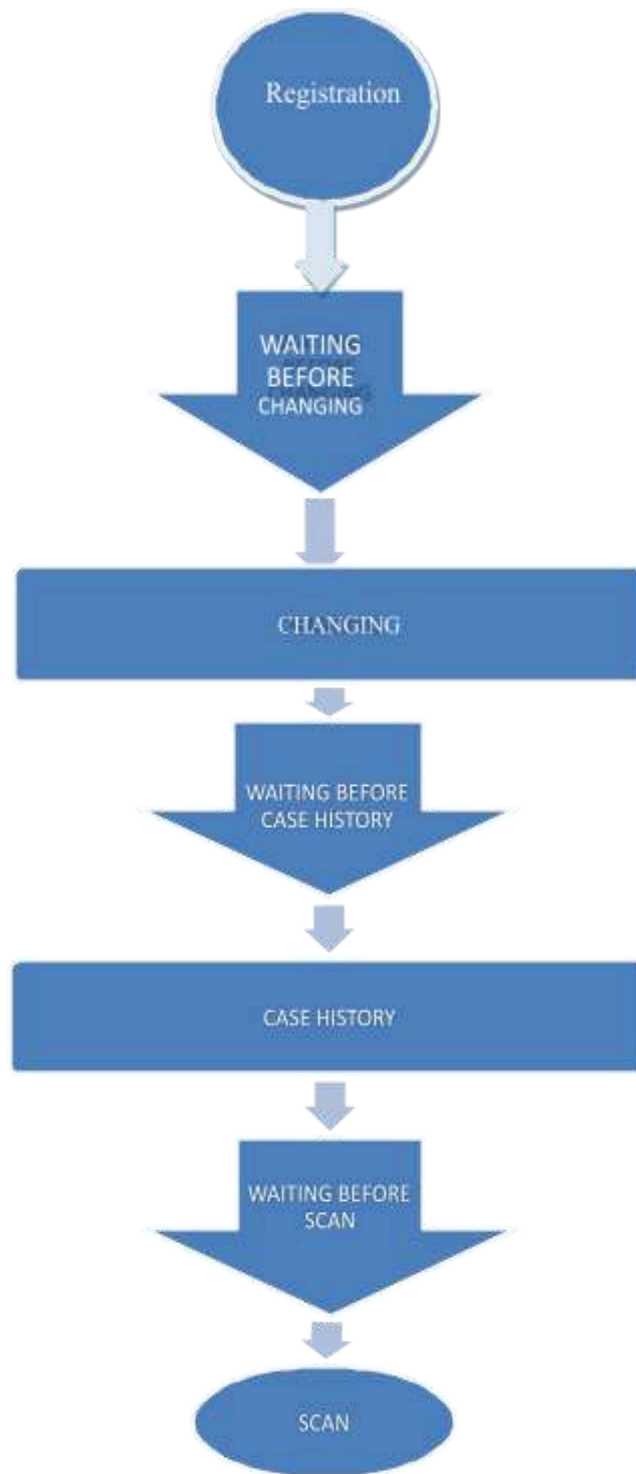 Registration
WAITING
BEFORE
CHANGING
CHANGING
WAITING BEFORE
CASE HISTORY
CASE HISTORY
WAITING BEFORE
SCAN
SCAN